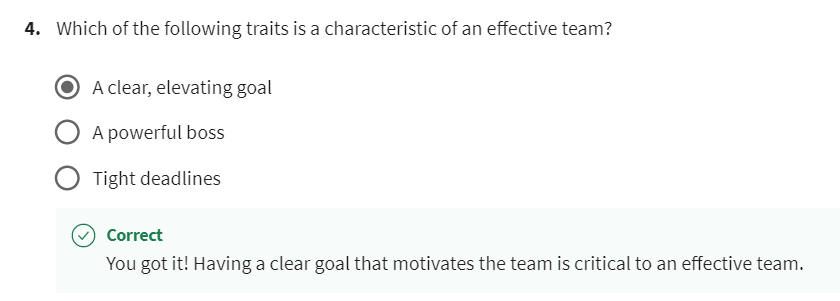 4. Which of the following traits is a characteristic of an effective team?
A clear, elevating goal
A powerful boss
Tight deadlines
Correct
You got it! Having a clear goal that motivates the team is critical to an effective team.